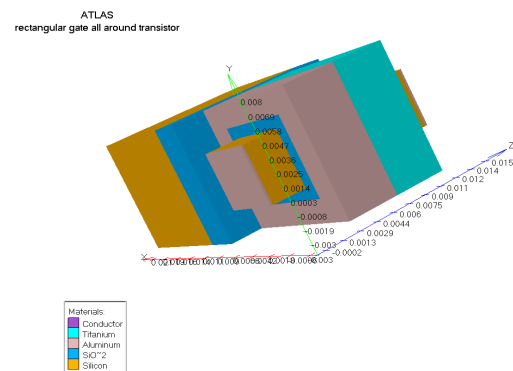 ATLAS
rectangular gate all around transistor
Y
0.008
0.0069
0.0058
0.0047
0.0036
0.0025
0.0014
0.0003
-0.0008
-0.0019
-0.003
Z
0.015
0.014
0.012
0.011
0.009
0.0075
0.006
0.0044
0.0029
0.0013
-0.0002
X
Materials:
Conductor
Titanium
Aluminum
SiO~2
Silicon